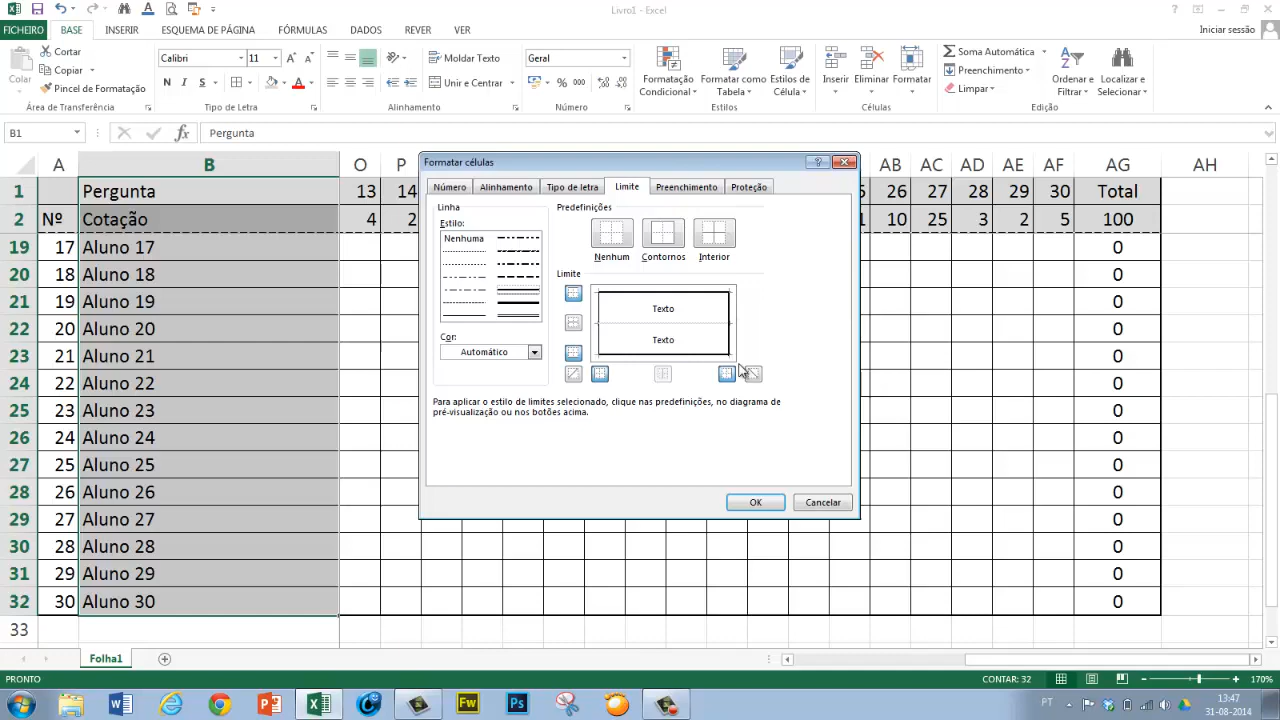 Livro1 - Excel
FICHEIRO BASE INSERIR ESQUEMA DE PÁGINA FÓRMULAS DADOS REVER VER Iniciar sessão
Colar
Cortar
Copiar
Pincel de Formatação
Área de Transferência
Calibri 11
N I S
Tipo de Letra
Moldar Texto
Unir e Centrar
Alinhamento
Geral
% 000
Número
Formatação Condicional
Formatar como Tabela
Estilos de Célula
Estilos
Inserir Eliminar Formatar
Células
Soma Automática
Preenchimento
Limpar
Ordenar e Filtrar
Localizar e Selecionar
Edição
B1 fx Pergunta
A B O P AB AC AD AE AF AG AH
1 Pergunta 13 14 26 27 28 29 30 Total
2 Nº Cotação 4 2 10 25 3 2 5 100
19 17 Aluno 17 0
20 18 Aluno 18 0
21 19 Aluno 19 0
22 20 Aluno 20 0
23 21 Aluno 21 0
24 22 Aluno 22 0
25 23 Aluno 23 0
26 24 Aluno 24 0
27 25 Aluno 25 0
28 26 Aluno 26 0
29 27 Aluno 27 0
30 28 Aluno 28 0
31 29 Aluno 29 0
32 30 Aluno 30 0
33
Formatar células
Número Alinhamento Tipo de letra Limite Preenchimento Proteção
Linha
Estilo:
Nenhuma
Cor:
Automático
Predefinições
Nenhum Contornos Interior
Limite
Texto
Texto
Para aplicar o estilo de limites selecionado, clique nas predefinições, no diagrama de
pré-visualização ou nos botões acima.
OK Cancelar
Folha1
PRONTO CONTAR: 32 170%
PT 13:47
31-08-2014